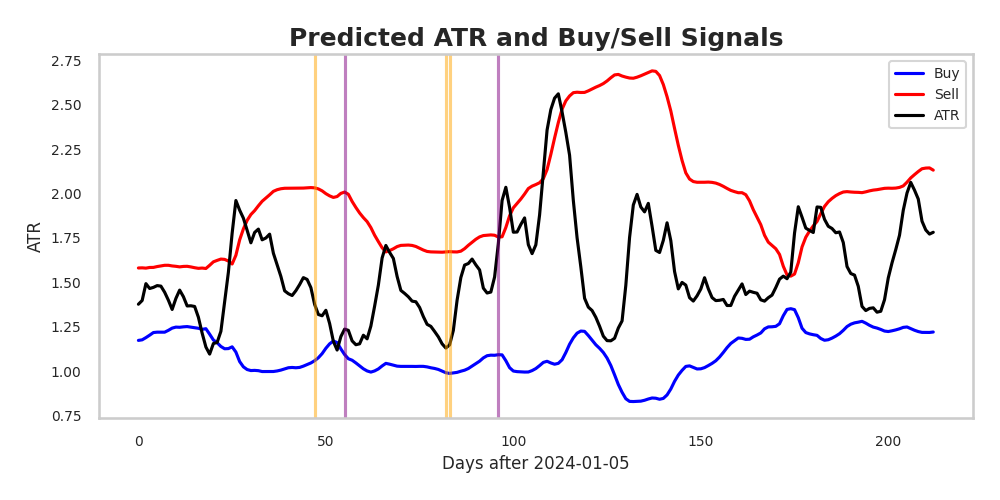 Predicted ATR and Buy/Sell Signals
2.75
2.50
2.25
2.00
1.75
1.50
1.25
1.00
0.75
ATR
Buy
Sell
ATR
0
50
100
150
200
Days after 2024-01-05